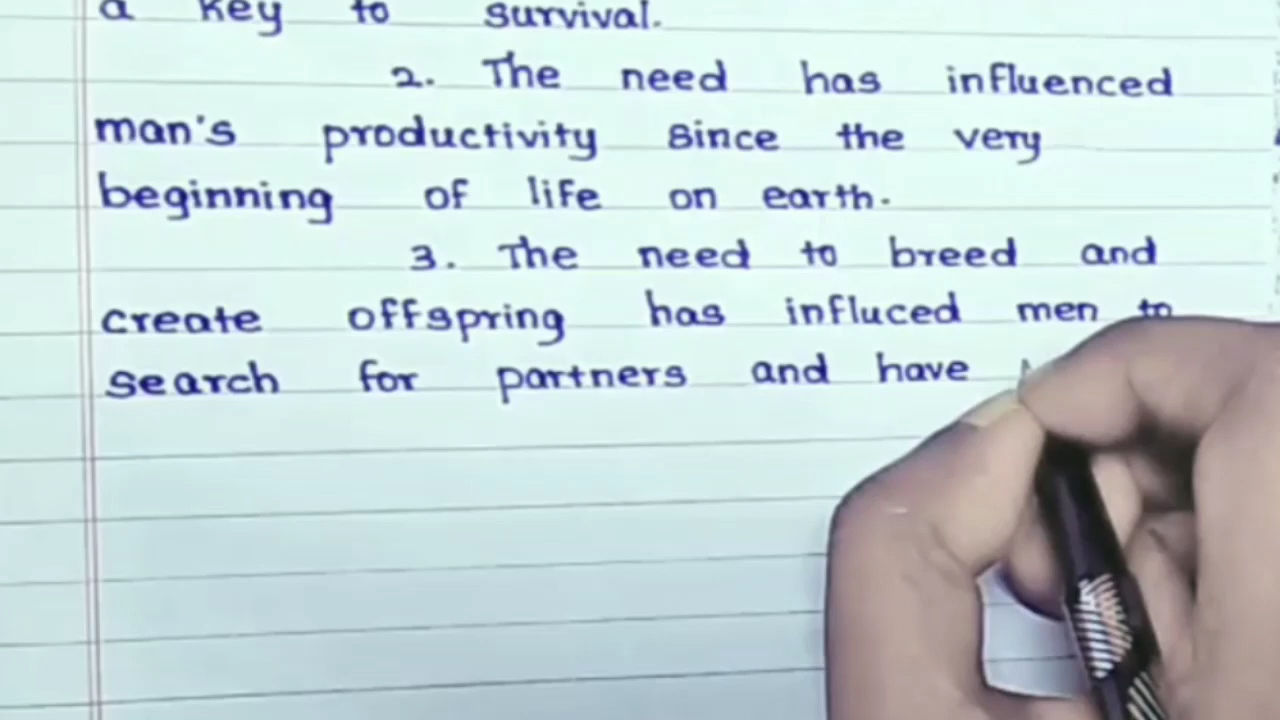 a key to survival.
2. The need has influenced
man's productivity since the very
beginning of life on earth.
3. The need to breed and
create offspring has influced men to
search for partners and have